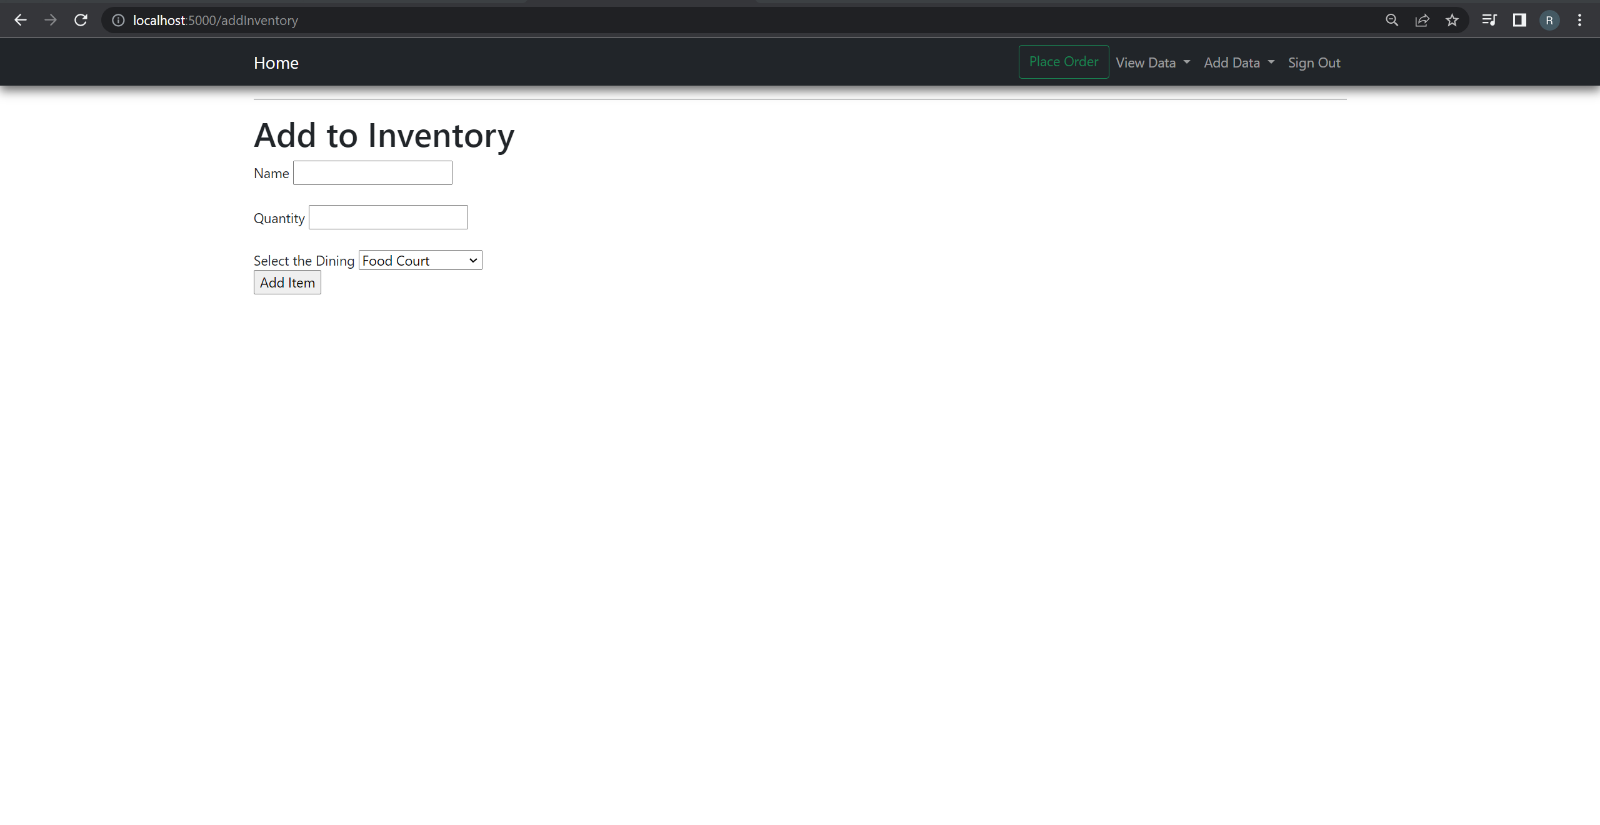 localhost:5000/addInventory
R
Home Place Order View Data Add Data Sign Out
Add to Inventory
Name
Quantity
Select the Dining Food Court
Add Item